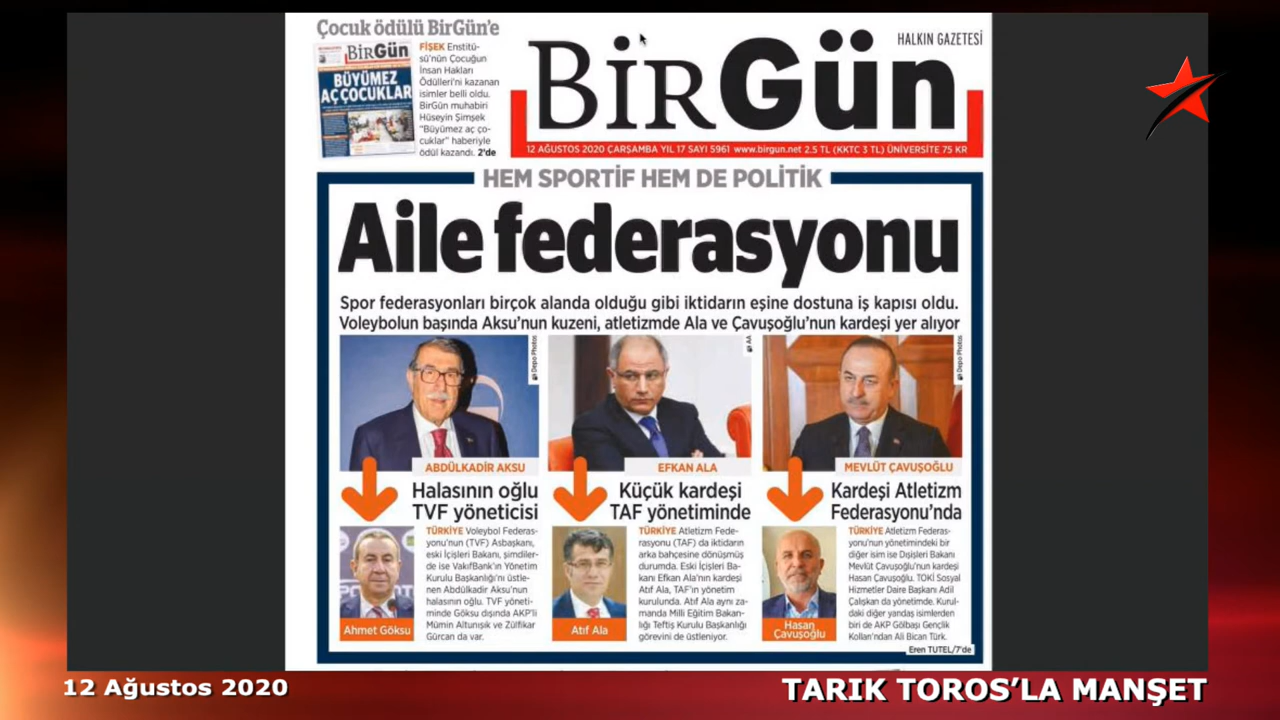 Çocuk ödülü BirGün'e
BirGün
BÜYÜMEZ
AÇ ÇOCUKLAR
FİŞEK Enstitü-
sü'nün Çocuğun
İnsan Hakları
Ödülleri'ni kazanan
isimler belli oldu.
BirGün muhabiri
Hüseyin Şimşek
"Büyümez aç ço-
cuklar" haberiyle
ödül kazandı. 2'de
HALKIN GAZETESİ
BİRGün
12 AĞUSTOS 2020 ÇARŞAMBA YIL 17 SAYI 5961 www.birgun.net 2.5 TL (KKTC 3 TL) ÜNİVERSİTE 75 KR
HEM SPORTİF HEM DE POLİTİK
Aile federasyonu
Spor federasyonları birçok alanda olduğu gibi iktidarın eşine dostuna iş kapısı oldu.
Voleybolun başında Aksu'nun kuzeni, atletizmde Ala ve Çavuşoğlu'nun kardeşi yer alıyor
Depo Photos
AA
Depo Photos
ABDÜLKADİR AKSU
Halasının oğlu
TVF yöneticisi
TÜRKİYE Voleybol Federas-
yonu'nun (TVF) Asbaşkanı,
eski İçişleri Bakanı, şimdiler-
de ise VakıfBank'ın Yönetim
Kurulu Başkanlığı'nı üstle-
nen Abdülkadir Aksu'nun
halasının oğlu. TVF yöneti-
minde Göksu dışında AKP'li
Mümin Altunışık ve Zülfikar
Gürcan da var.
Ahmet Göksu
EFKAN ALA
Küçük kardeşi
TAF yönetiminde
TÜRKİYE Atletizm Fede-
rasyonu (TAF) da iktidarın
arka bahçesine dönüşmüş
durumda. Eski İçişleri Ba-
kanı Efkan Ala'nın kardeşi
Atıf Ala, TAF'ın yönetim
kurulunda. Atıf Ala aynı za-
manda Milli Eğitim Bakan-
lığı Teftiş Kurulu Başkanlığı
görevini de üstleniyor.
Atıf Ala
MEVLÜT ÇAVUŞOĞLU
Kardeşi Atletizm
Federasyonu'nda
TÜRKİYE Atletizm Federas-
yonu'nun yönetimindeki bir
diğer isim ise Dışişleri Bakanı
Mevlüt Çavuşoğlu'nun kardeşi
Hasan Çavuşoğlu. TOKİ Sosyal
Hizmetler Daire Başkanı Adil
Çalışkan da yönetimde. Kurul-
daki diğer yandaş isimlerden
biri de AKP Gölbaşı Gençlik
Kolları'ndan Ali Bican Türk.
Hasan
Çavuşoğlu
Eren TUTEL/7'de
12 Ağustos 2020
TARIK TOROS'LA MANŞET